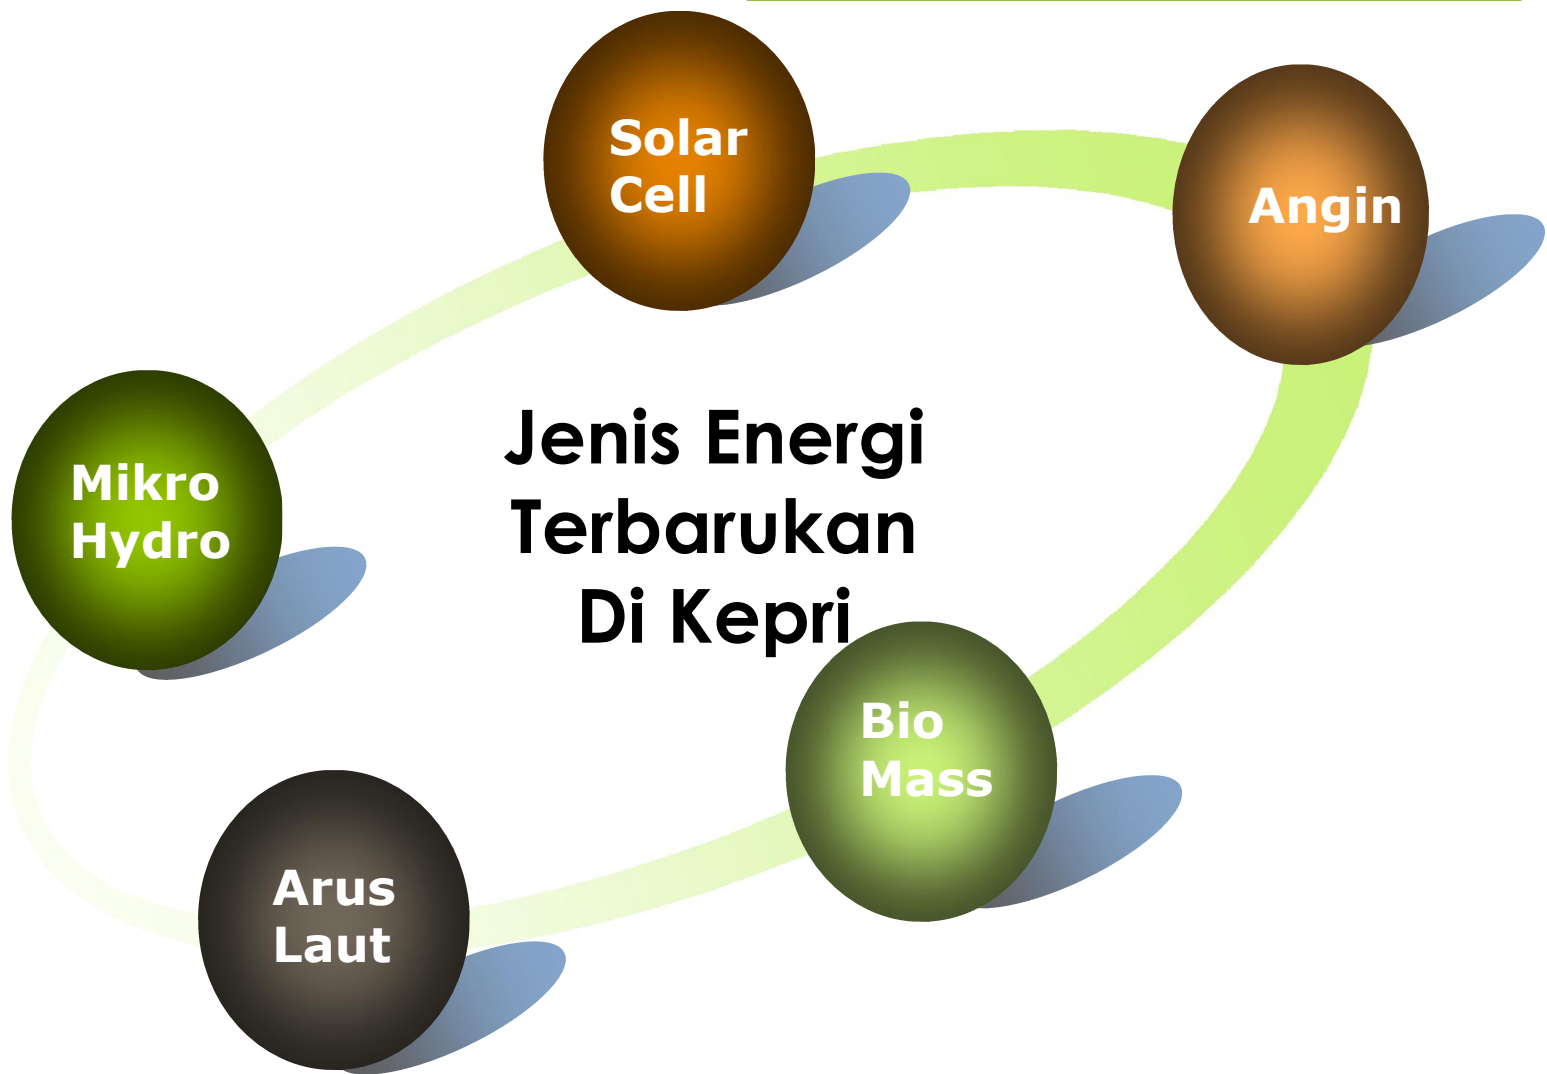 Solar
Cell
Angin
Jenis Energi
Terbarukan
Di Kepri
Mikro
Hydro
Bio
Mass
Arus
Laut